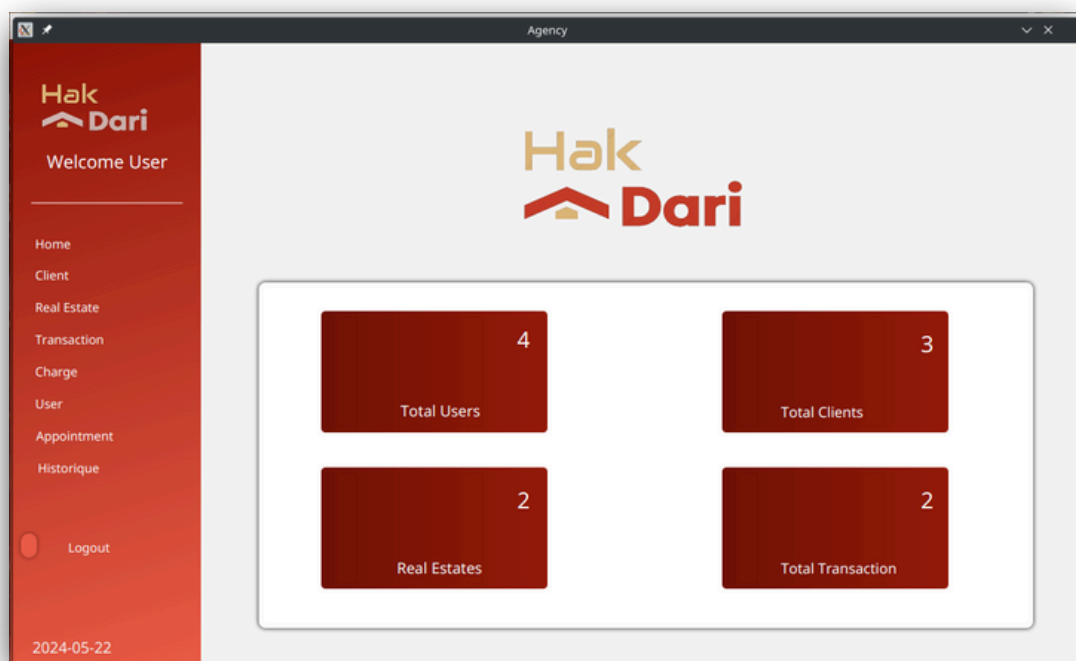 Agency
Hak
Dari
Welcome User
Home
Client
Real Estate
Transaction
Charge
User
Appointment
Historique
Logout
2024-05-22
Hak
Dari
4
Total Users
3
Total Clients
2
Real Estates
2
Total Transaction